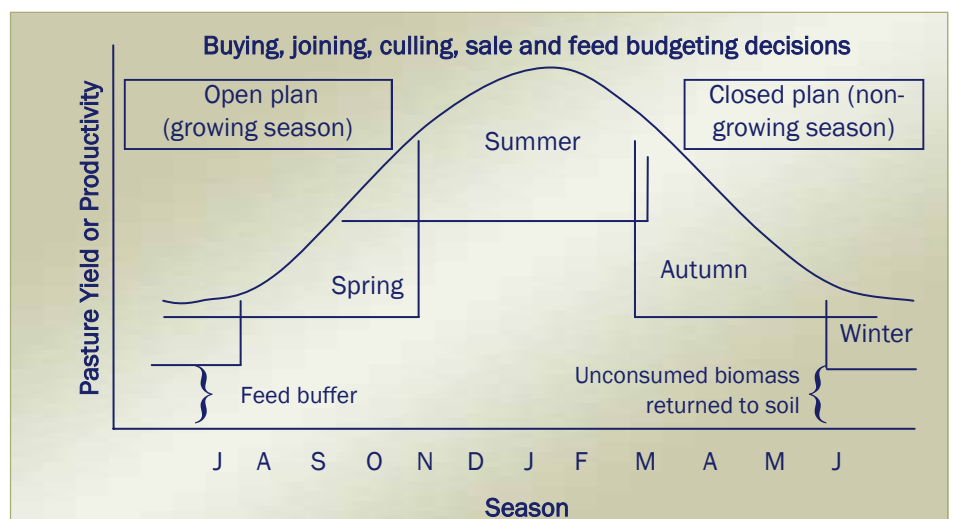 Buying, joining, culling, sale and feed budgeting decisions
Pasture Yield or Productivity
Open plan
(growing season)
Closed plan (non-
growing season)
Summer
Spring
Autumn
Winter
Feed buffer
Unconsumed biomass
returned to soil
J A S O N D J F M A M J
Season